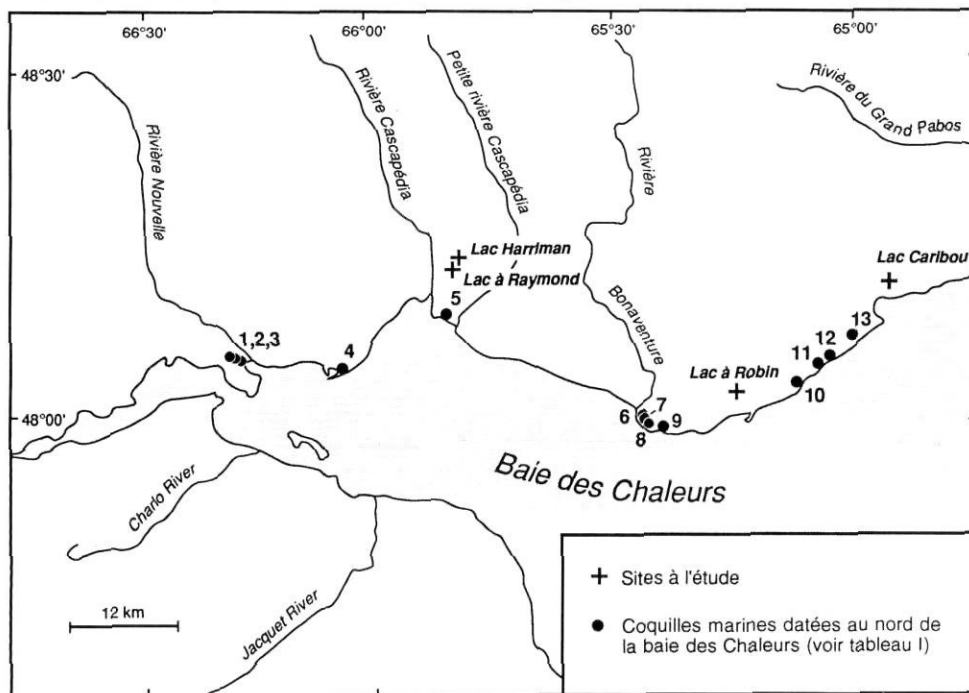 66°30'
66°00'
65°30'
65°00'
48°30'
48°00'
Rivière Nouvelle
Rivière Cascapédia
Petite rivière Cascapédia
Rivière
Bonaventure
Rivière du Grand Pabos
Lac Harriman
Lac à Raymond
Lac Caribou
Lac à Robin
1,2,3
4
5
6
7
8
9
10
11
12
13
Baie des Chaleurs
Charlo River
Jacquet River
12 km
Sites à l'étude
Coquilles marines datées au nord de
la baie des Chaleurs (voir tableau I)